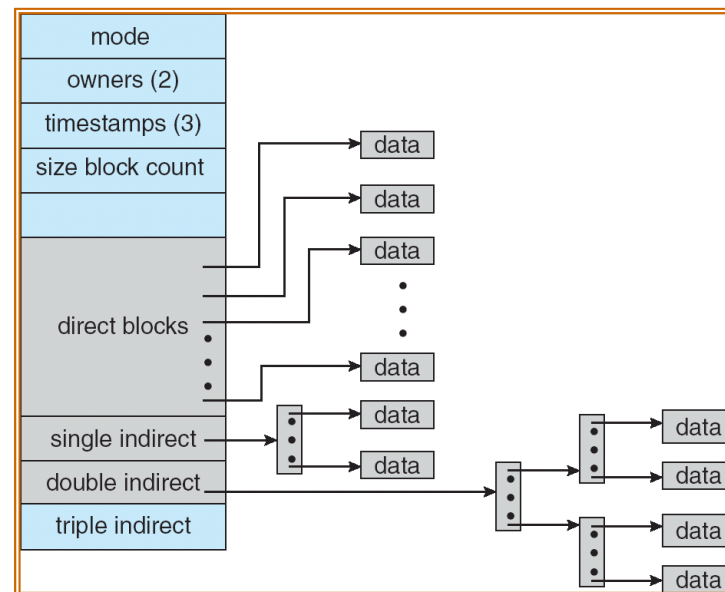 mode
owners (2)
timestamps (3)
size block count
direct blocks
single indirect
double indirect
triple indirect
data
data
data
data
data
data
data
data
data
data